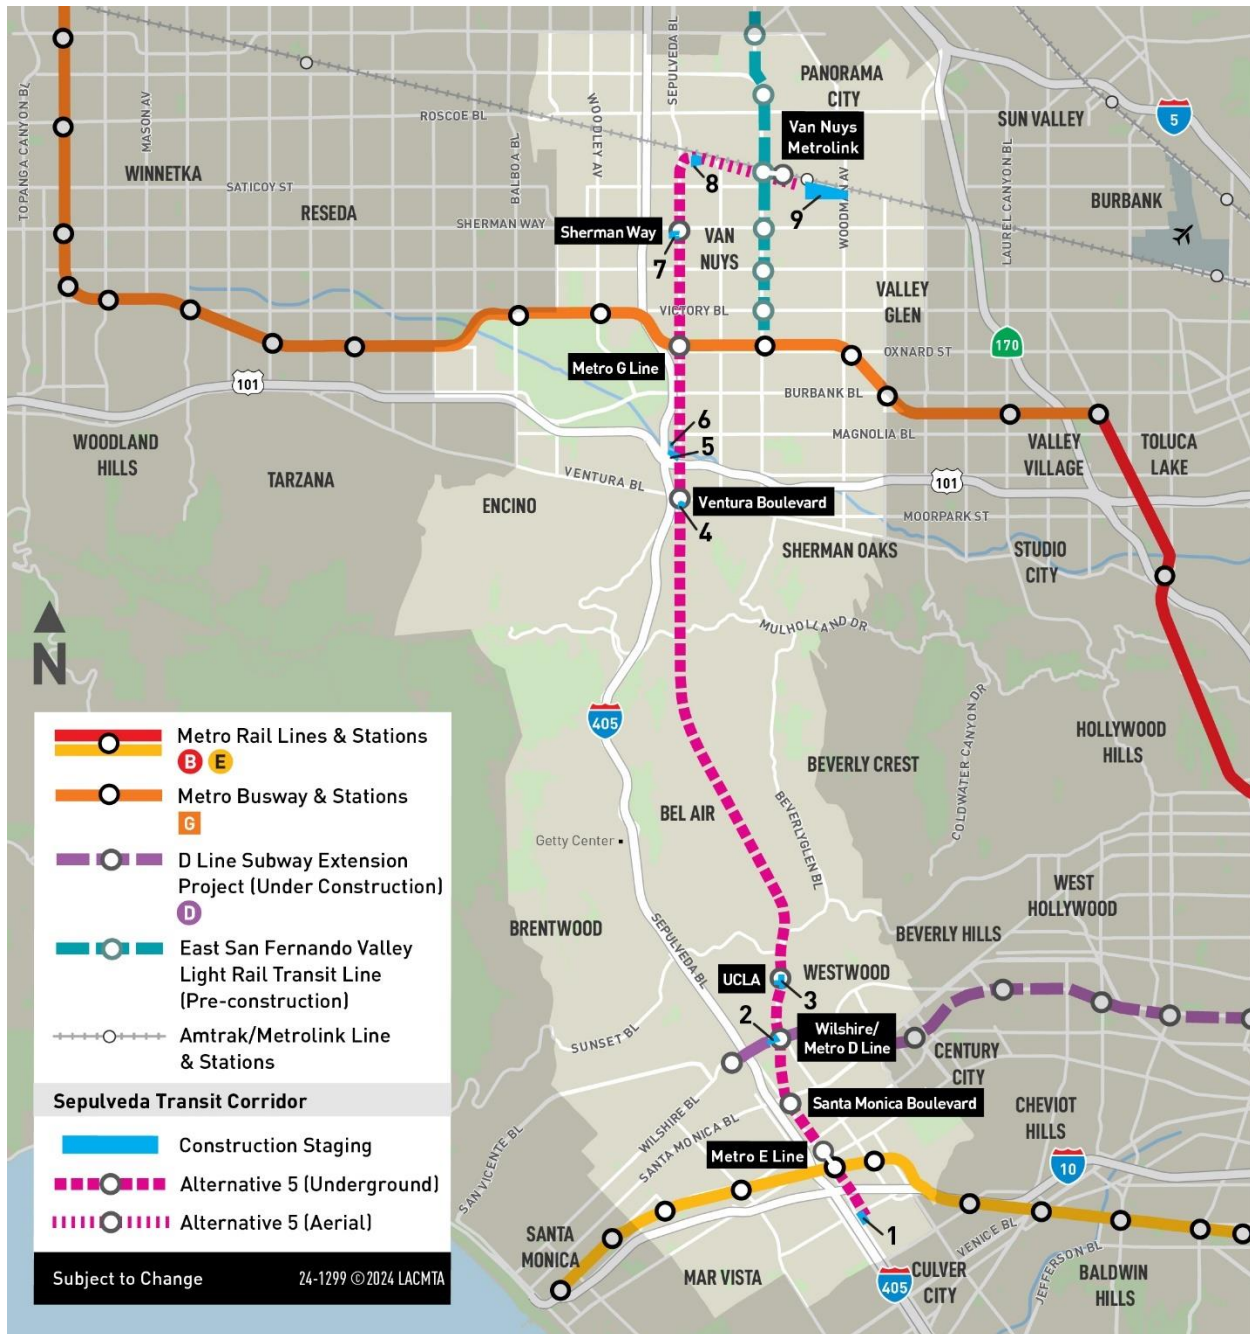 SEPULVEDA BL
PANORAMA
CITY
TOPANGA CANYON BL
MASON AV
ROSCOE BL
BALBOA BL
WOODLEY AV
Van Nuys
Metrolink
SUN VALLEY
5
WINNETKA
SATICOY ST
RESEDA
SHERMAN WAY
8
9
WOODMAN AV
LAUREL CANYON BL
BURBANK
Sherman Way
7
VAN
NUYS
VICTORY BL
VALLEY
GLEN
OXNARD ST
170
Metro G Line
101
BURBANK BL
6
5
MAGNOLIA BL
WOODLAND
HILLS
TARZANA
VENTURA BL
ENCINO
Ventura Boulevard
4
101
VALLEY
VILLAGE
TOLUCA
LAKE
MOORPARK ST
SHERMAN OAKS
STUDIO
CITY
MULHOLLAND DR
N
405
COLDWATER CANYON DR
HOLLYWOOD
HILLS
BEVERLY CREST
BEL AIR
BEVERLYGLEN BL
Getty Center
BRENTWOOD
SEPULVEDA BL
WEST
HOLLYWOOD
BEVERLY HILLS
UCLA
WESTWOOD
3
2
Wilshire/
Metro D Line
SUNSET BL
CENTURY
CITY
WILSHIRE BL
SANTA MONICA BL
Santa Monica Boulevard
CHEVIOT
HILLS
Metro E Line
10
SAN VICENTE BL
1
SANTA
MONICA
MAR VISTA
405
CULVER
CITY
VENICE BL
JEFFERSON BL
BALDWIN
HILLS
Metro Rail Lines & Stations
B E
Metro Busway & Stations
G
D Line Subway Extension
Project (Under Construction)
D
East San Fernando Valley
Light Rail Transit Line
(Pre-construction)
Amtrak/Metrolink Line
& Stations
Sepulveda Transit Corridor
Construction Staging
Alternative 5 (Underground)
Alternative 5 (Aerial)
Subject to Change
24-1299 ©2024 LACMTA